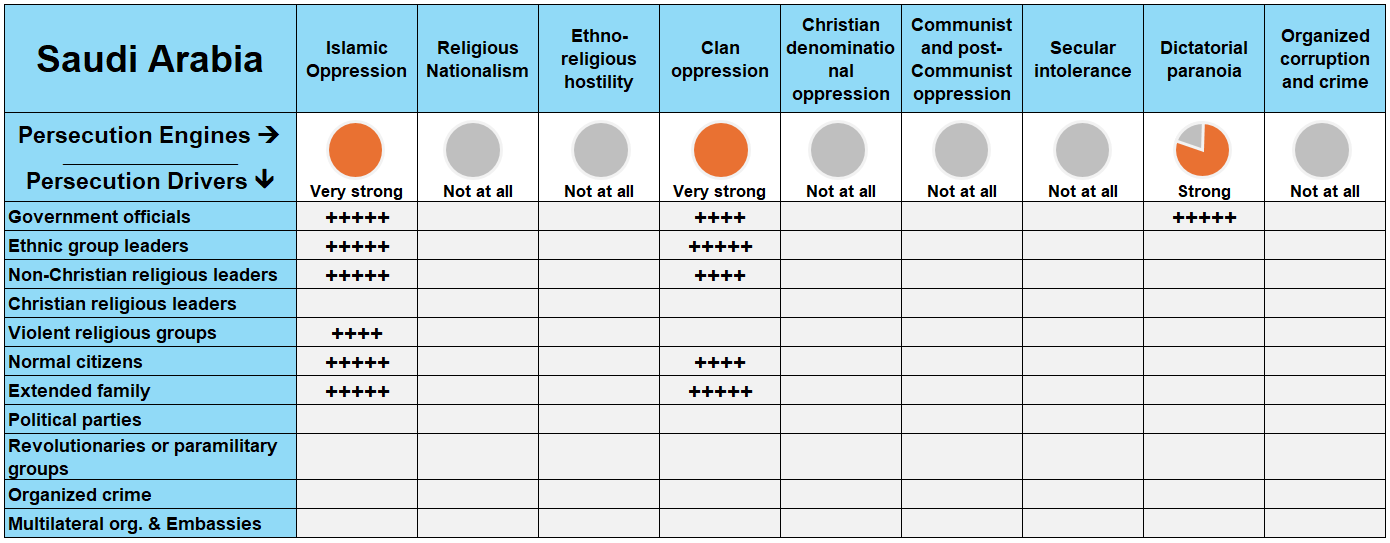 Saudi Arabia
Islamic
Oppression
Religious
Nationalism
Ethno-
religious
hostility
Clan
oppression
Christian
denominatio
nal
oppression
Communist
and post-
Communist
oppression
Secular
intolerance
Dictatorial
paranoia
Organized
corruption
and crime
Persecution Engines →
Persecution Drivers ↓
Very strong
Not at all
Not at all
Very strong
Not at all
Not at all
Not at all
Strong
Not at all
Government officials +++++ ++++ +++++
Ethnic group leaders +++++ +++++
Non-Christian religious leaders +++++ ++++
Christian religious leaders
Violent religious groups ++++
Normal citizens +++++ ++++
Extended family +++++ +++++
Political parties
Revolutionaries or paramilitary
groups
Organized crime
Multilateral org. & Embassies